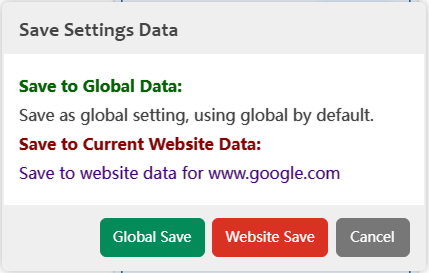 Save Settings Data
Save to Global Data:
Save as global setting, using global by default.
Save to Current Website Data:
Save to website data for www.google.com
Global Save
Website Save
Cancel